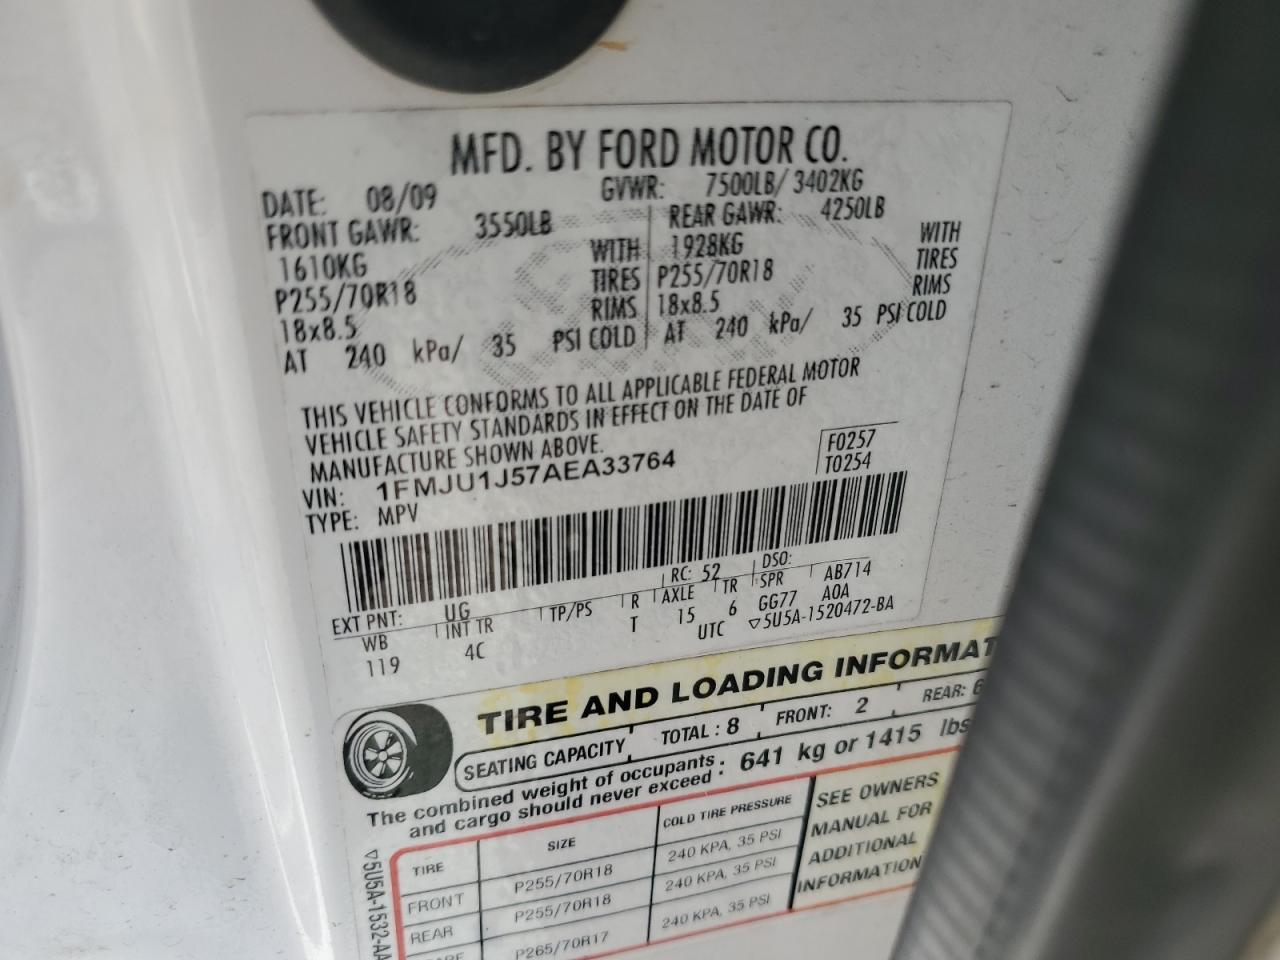 MFD. BY FORD MOTOR CO.
DATE: 08/09 GVWR: 7500LB/ 3402KG
FRONT GAWR: 3550LB REAR GAWR: 4250LB
1610KG WITH 1928KG WITH
P255/70R18 TIRES P255/70R18 TIRES
18x8.5 RIMS 18x8.5 RIMS
AT 240 kPa/ 35 PSI COLD AT 240 kPa/ 35 PSI COLD
THIS VEHICLE CONFORMS TO ALL APPLICABLE FEDERAL MOTOR
VEHICLE SAFETY STANDARDS IN EFFECT ON THE DATE OF
MANUFACTURE SHOWN ABOVE.
F0257
T0254
VIN: 1FMJU1J57AEA33764
TYPE: MPV
EXT PNT: UG RC: 52 DSO:
WB INT TR TP/PS R AXLE TR SPR AB714
119 4C T 15 6 GG77 A0A
UTC ▽5U5A-1520472-BA
TIRE AND LOADING INFORMAT
SEATING CAPACITY TOTAL : 8 FRONT: 2 REAR: 6
The combined weight of occupants and cargo should never exceed : 641 kg or 1415 lbs
TIRE SIZE COLD TIRE PRESSURE
FRONT P255/70R18 240 KPA, 35 PSI
REAR P255/70R18 240 KPA, 35 PSI
P265/70R17 240 KPA, 35 PSI
SEE OWNERS
MANUAL FOR
ADDITIONAL
INFORMATION
▽5U5A-1532-AA